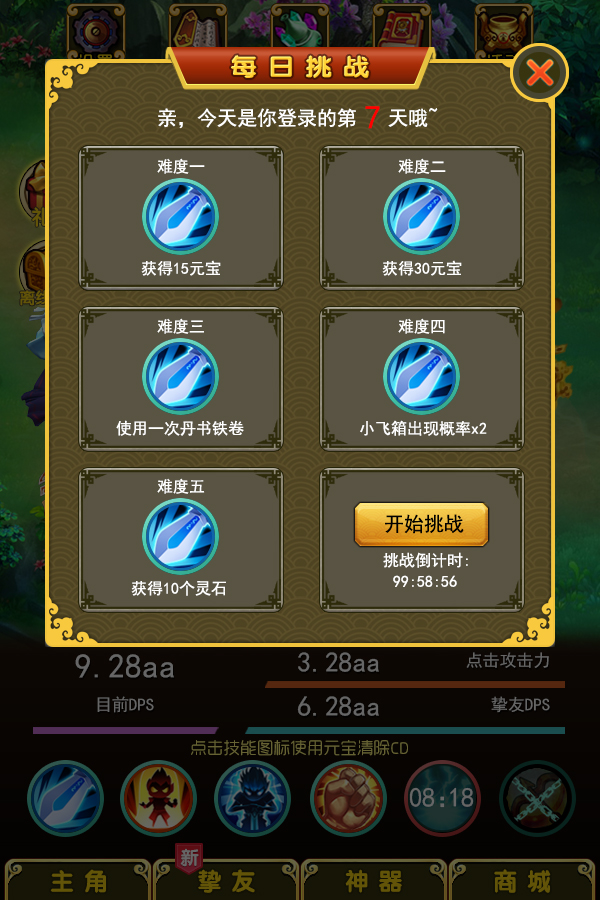 每日挑战
亲，今天是你登录的第 7 天哦~
难度一
获得15元宝
难度二
获得30元宝
难度三
使用一次丹书铁卷
难度四
小飞箱出现概率x2
难度五
获得10个灵石
开始挑战
挑战倒计时:
99:58:56
9.28aa
目前DPS
3.28aa
点击攻击力
6.28aa
挚友DPS
点击技能图标使用元宝清除CD
08:18
主角
新
挚友
神器
商城